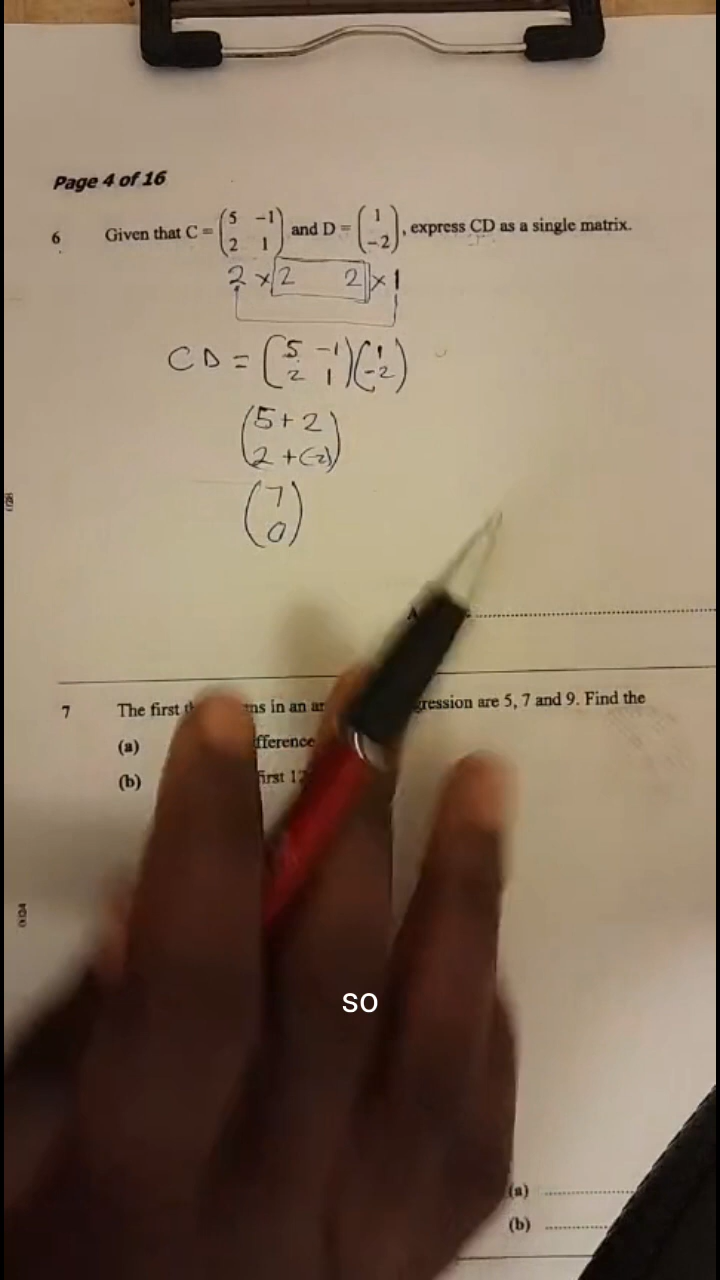 Page 4 of 16
6 Given that C = (5 -1 2 1) and D = (1 -2), express CD as a single matrix.
2 × 2 2 × 1
CD = (5 -1 2 1)(1 -2)
(5 + 2 2 + (-2))
(7 0)
7 The first in an gression are 5, 7 and 9. Find the
(a) fference
(b) first 12
so
(a)
(b)